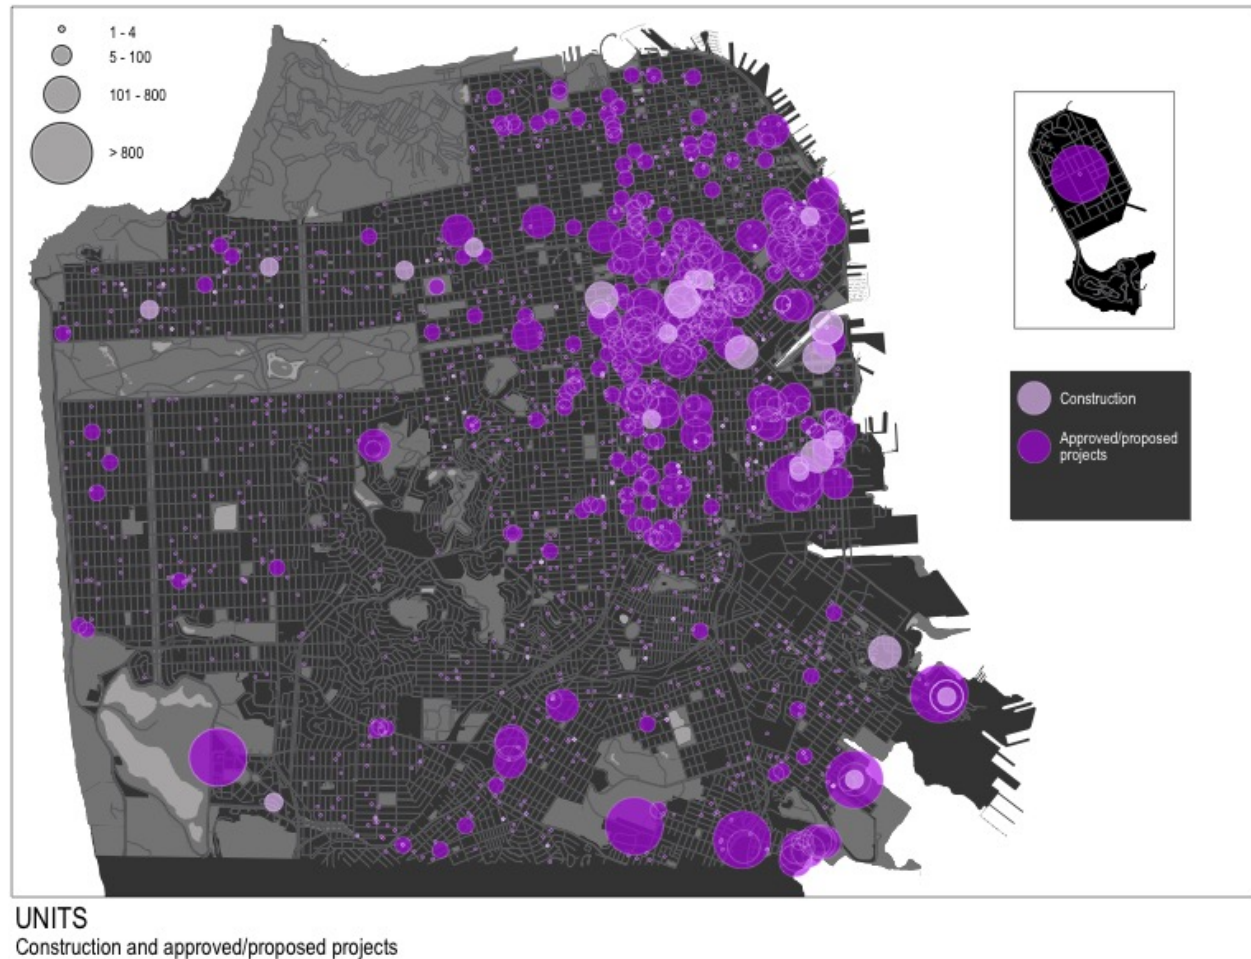 1 - 4
5 - 100
101 - 800
> 800
Construction
Approved/proposed
projects
UNITS
Construction and approved/proposed projects